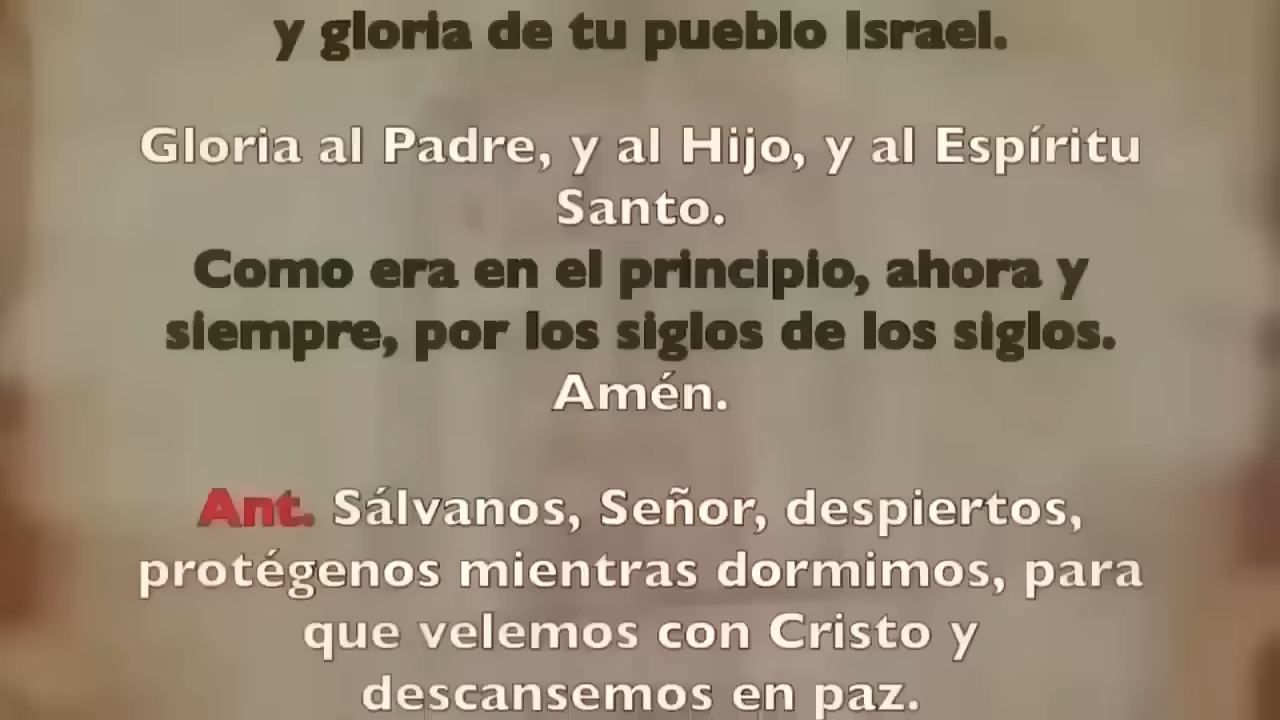 y gloria de tu pueblo Israel.
Gloria al Padre, y al Hijo, y al Espíritu
Santo.
Como era en el principio, ahora y
siempre, por los siglos de los siglos.
Amén.
Ant. Sálvanos, Señor, despiertos,
protégenos mientras dormimos, para
que velemos con Cristo y
descansemos en paz.